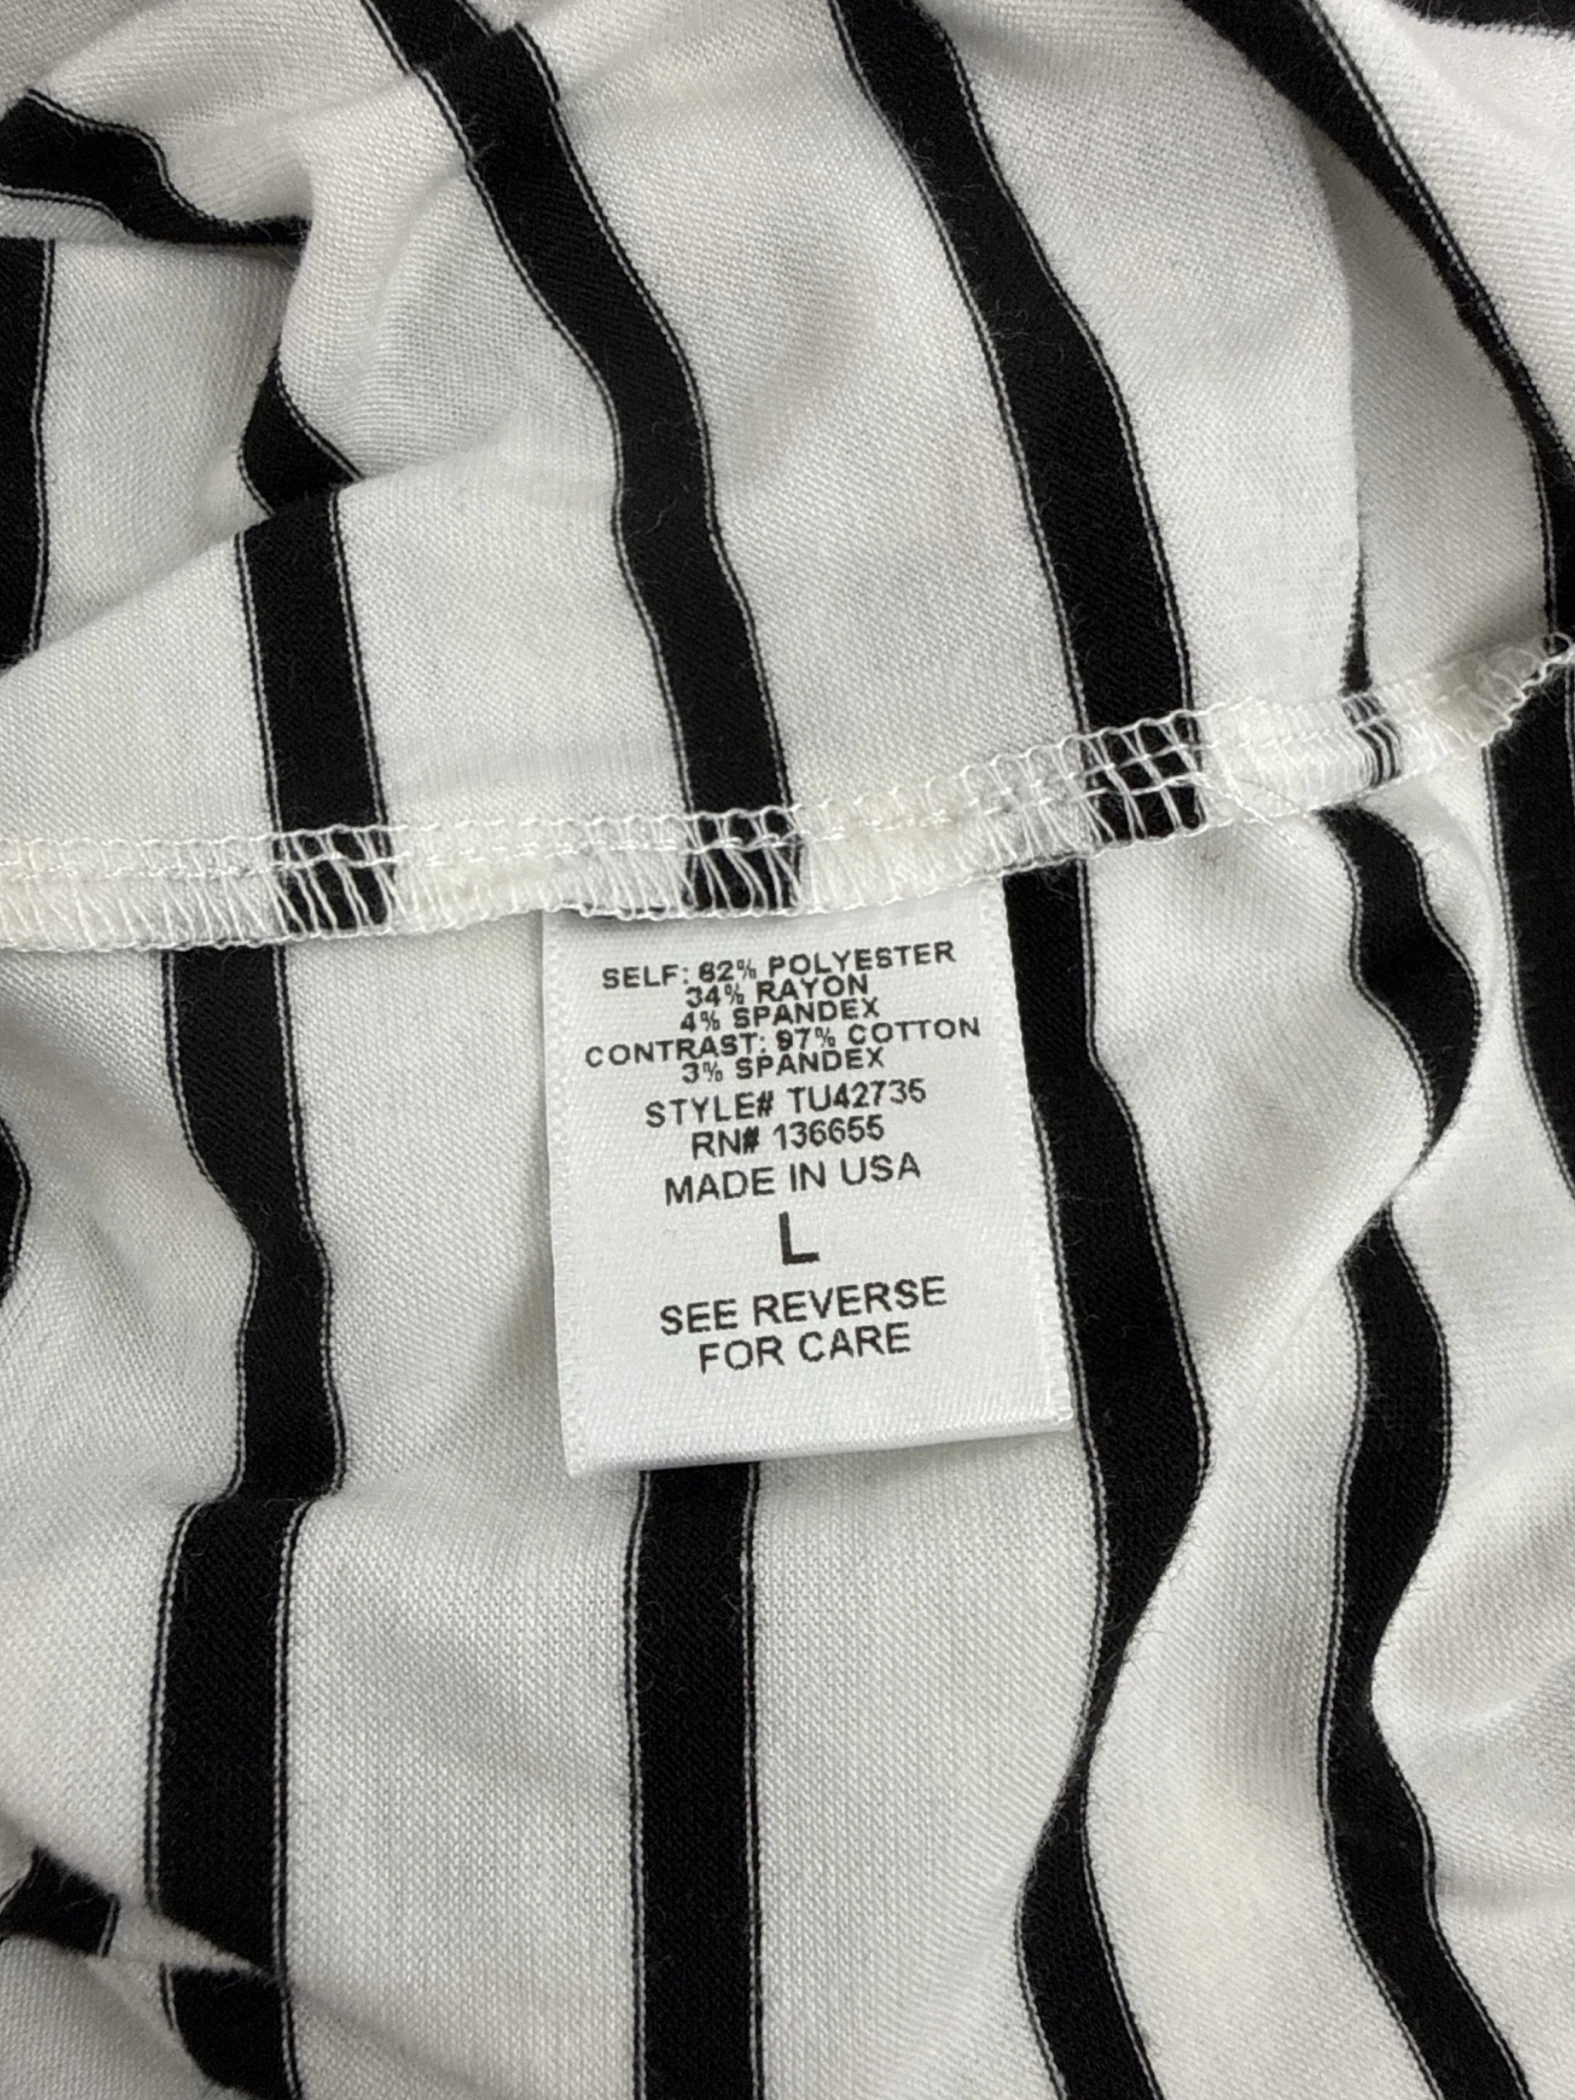 SELF: 62% POLYESTER
34% RAYON
4% SPANDEX
CONTRAST: 97% COTTON
3% SPANDEX
STYLE# TU42735
RN# 136655
MADE IN USA
L
SEE REVERSE
FOR CARE